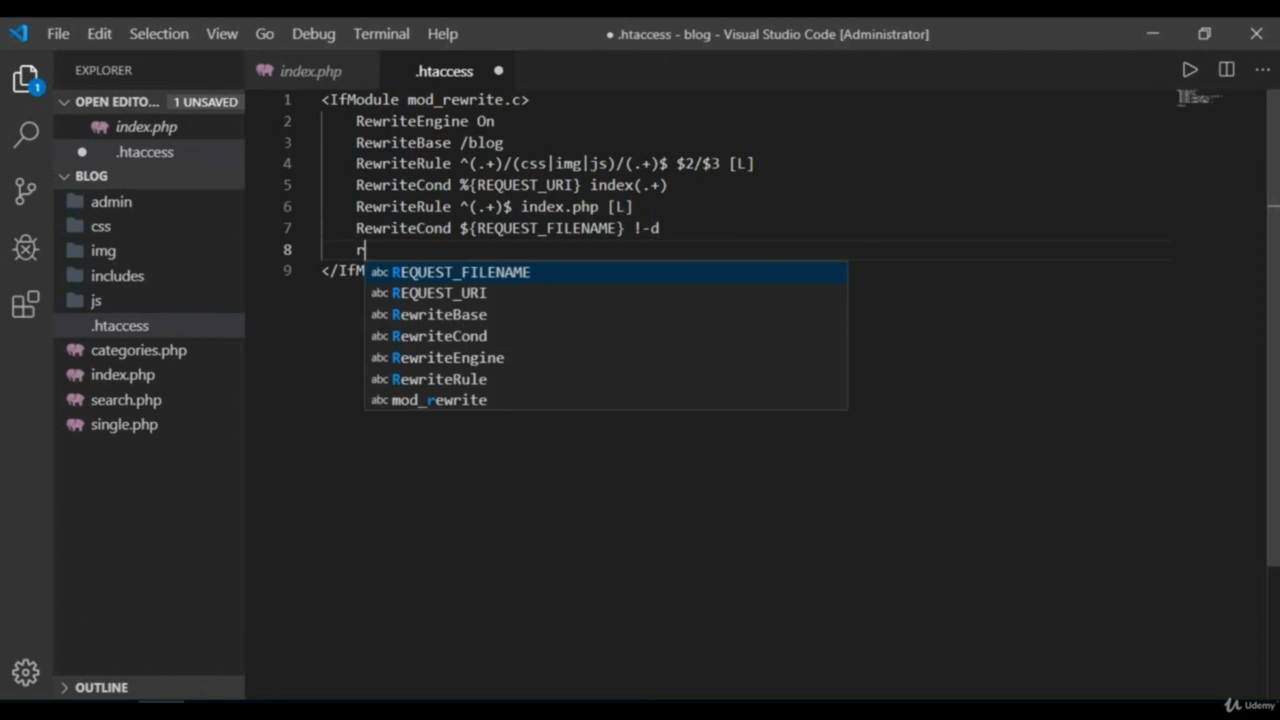 File Edit Selection View Go Debug Terminal Help
● .htaccess - blog - Visual Studio Code [Administrator]
EXPLORER
index.php
.htaccess
OPEN EDITO... 1 UNSAVED
index.php
.htaccess
BLOG
admin
css
img
includes
js
.htaccess
categories.php
index.php
search.php
single.php
OUTLINE
1
1 <IfModule mod_rewrite.c>
2 RewriteEngine On
3 RewriteBase /blog
4 RewriteRule ^(.+)/(css|img|js)/(.+)$ $2/$3 [L]
5 RewriteCond %{REQUEST_URI} index(.+)
6 RewriteRule ^(.+)$ index.php [L]
7 RewriteCond ${REQUEST_FILENAME} !-d
8 r
9 </IfM
abc REQUEST_FILENAME
abc REQUEST_URI
abc RewriteBase
abc RewriteCond
abc RewriteEngine
abc RewriteRule
abc mod_rewrite
Udemy